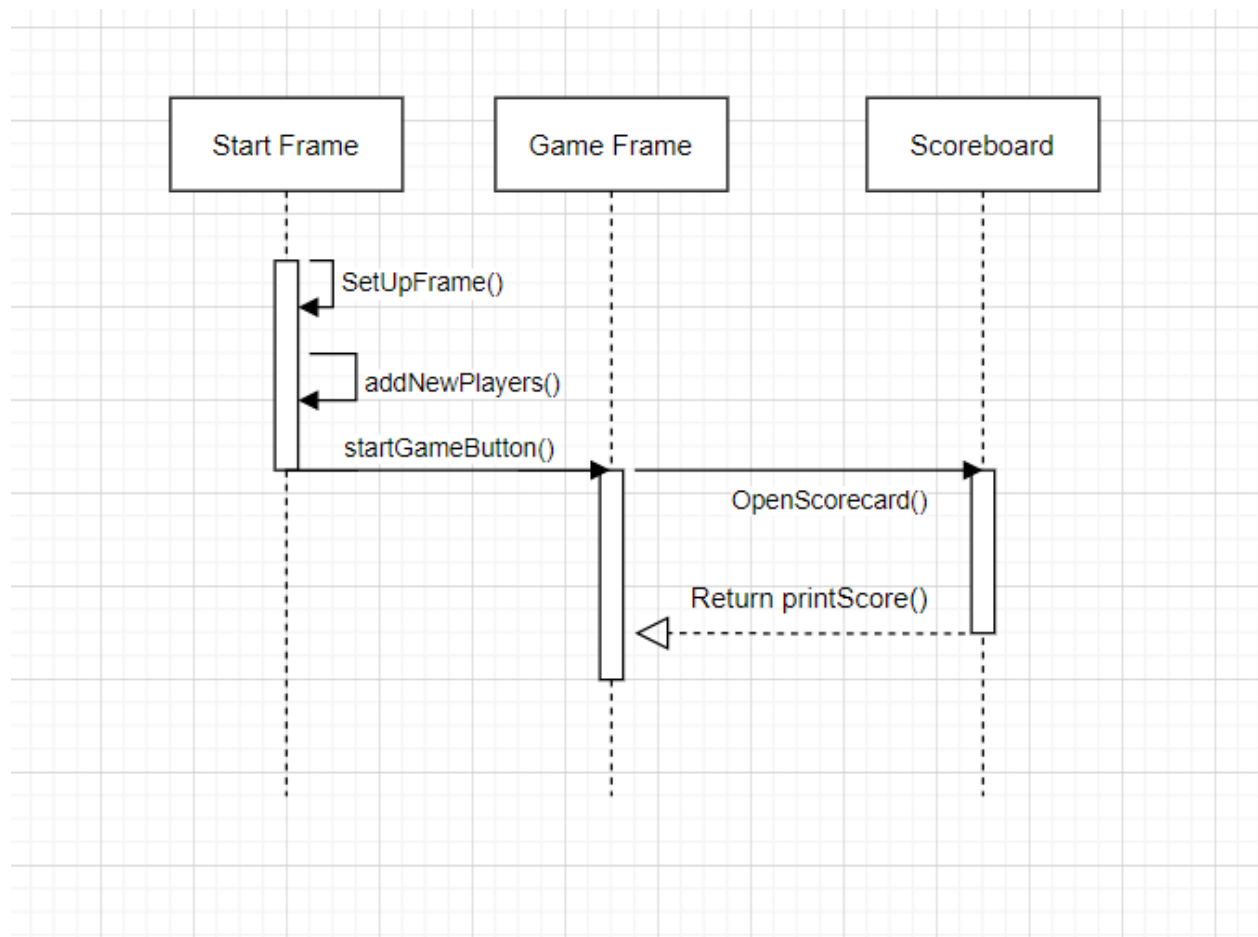 Start Frame
Game Frame
Scoreboard
SetUpFrame()
addNewPlayers()
startGameButton()
OpenScorecard()
Return printScore()